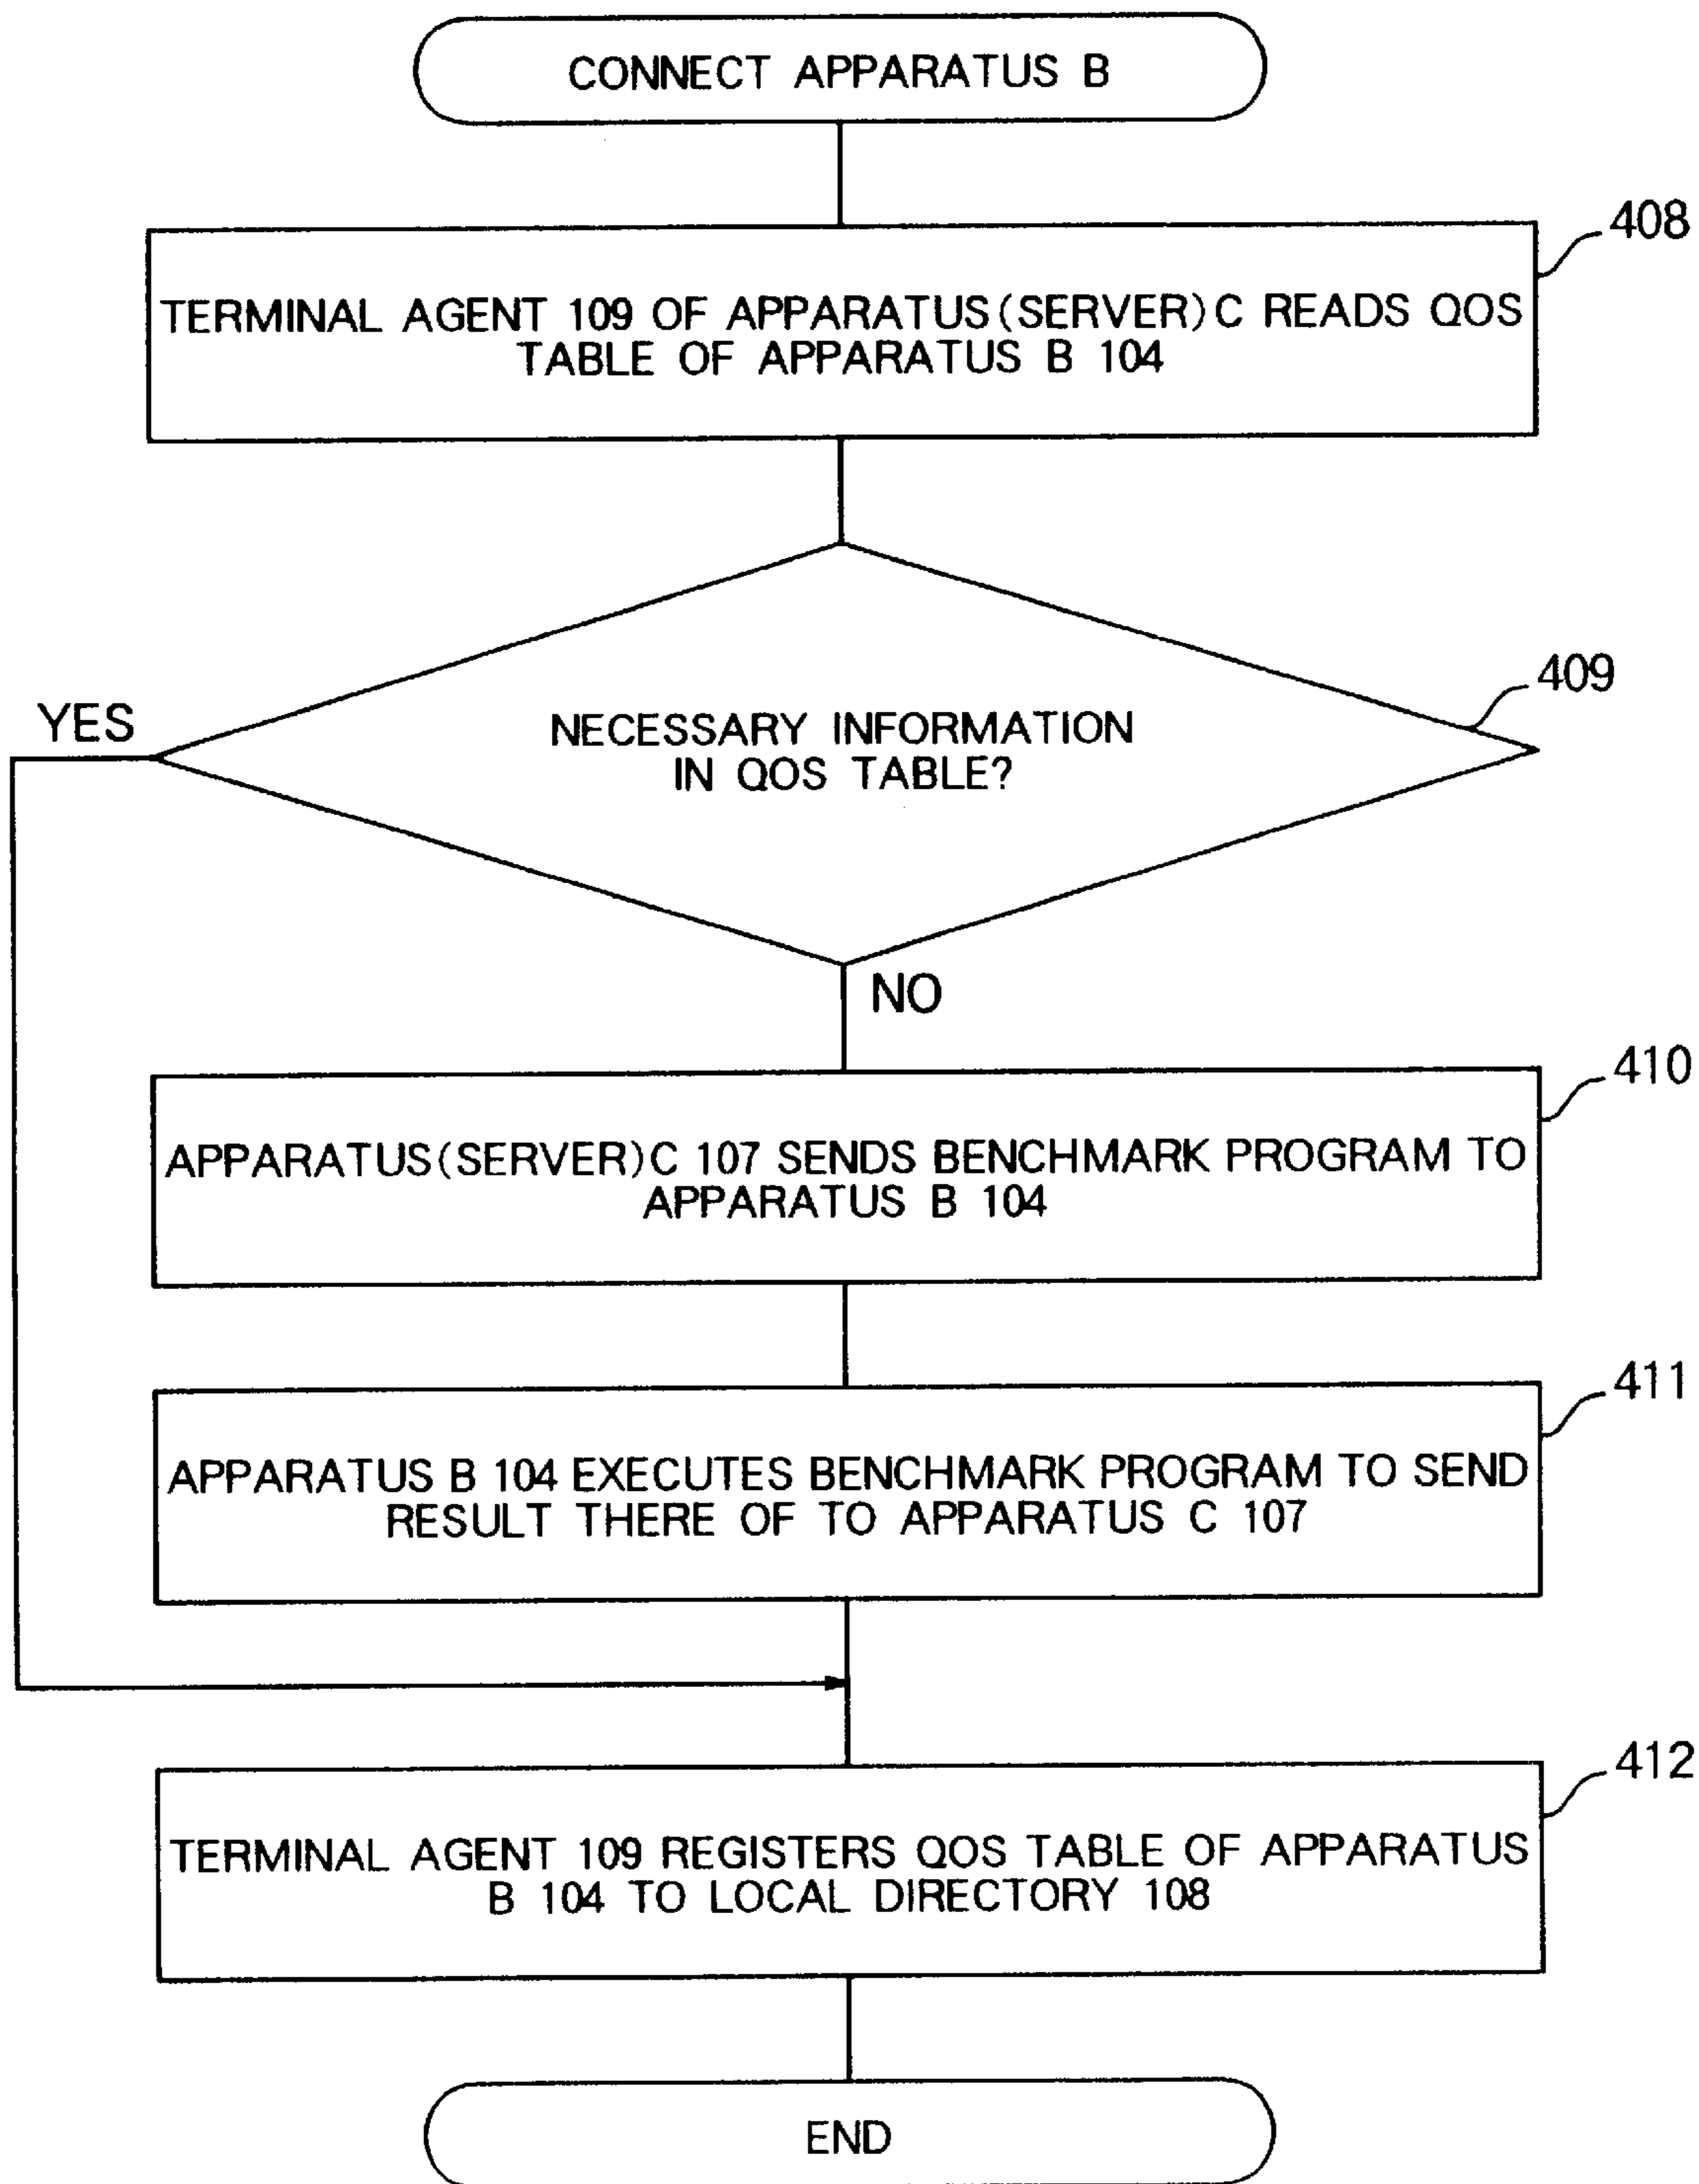 CONNECT APPARATUS B
408
TERMINAL AGENT 109 OF APPARATUS(SERVER)C READS QOS
TABLE OF APPARATUS B 104
409
YES
NECESSARY INFORMATION
IN QOS TABLE?
NO
410
APPARATUS(SERVER)C 107 SENDS BENCHMARK PROGRAM TO
APPARATUS B 104
411
APPARATUS B 104 EXECUTES BENCHMARK PROGRAM TO SEND
RESULT THERE OF TO APPARATUS C 107
412
TERMINAL AGENT 109 REGISTERS QOS TABLE OF APPARATUS
B 104 TO LOCAL DIRECTORY 108
END